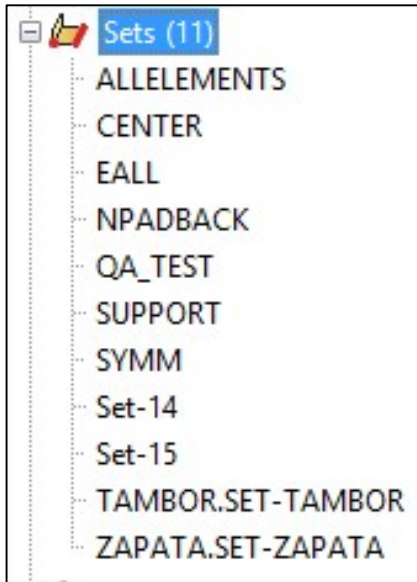 Sets (11)
ALLELEMENTS
CENTER
EALL
NPADBACK
QA_TEST
SUPPORT
SYMM
Set-14
Set-15
TAMBOR.SET-TAMBOR
ZAPATA.SET-ZAPATA